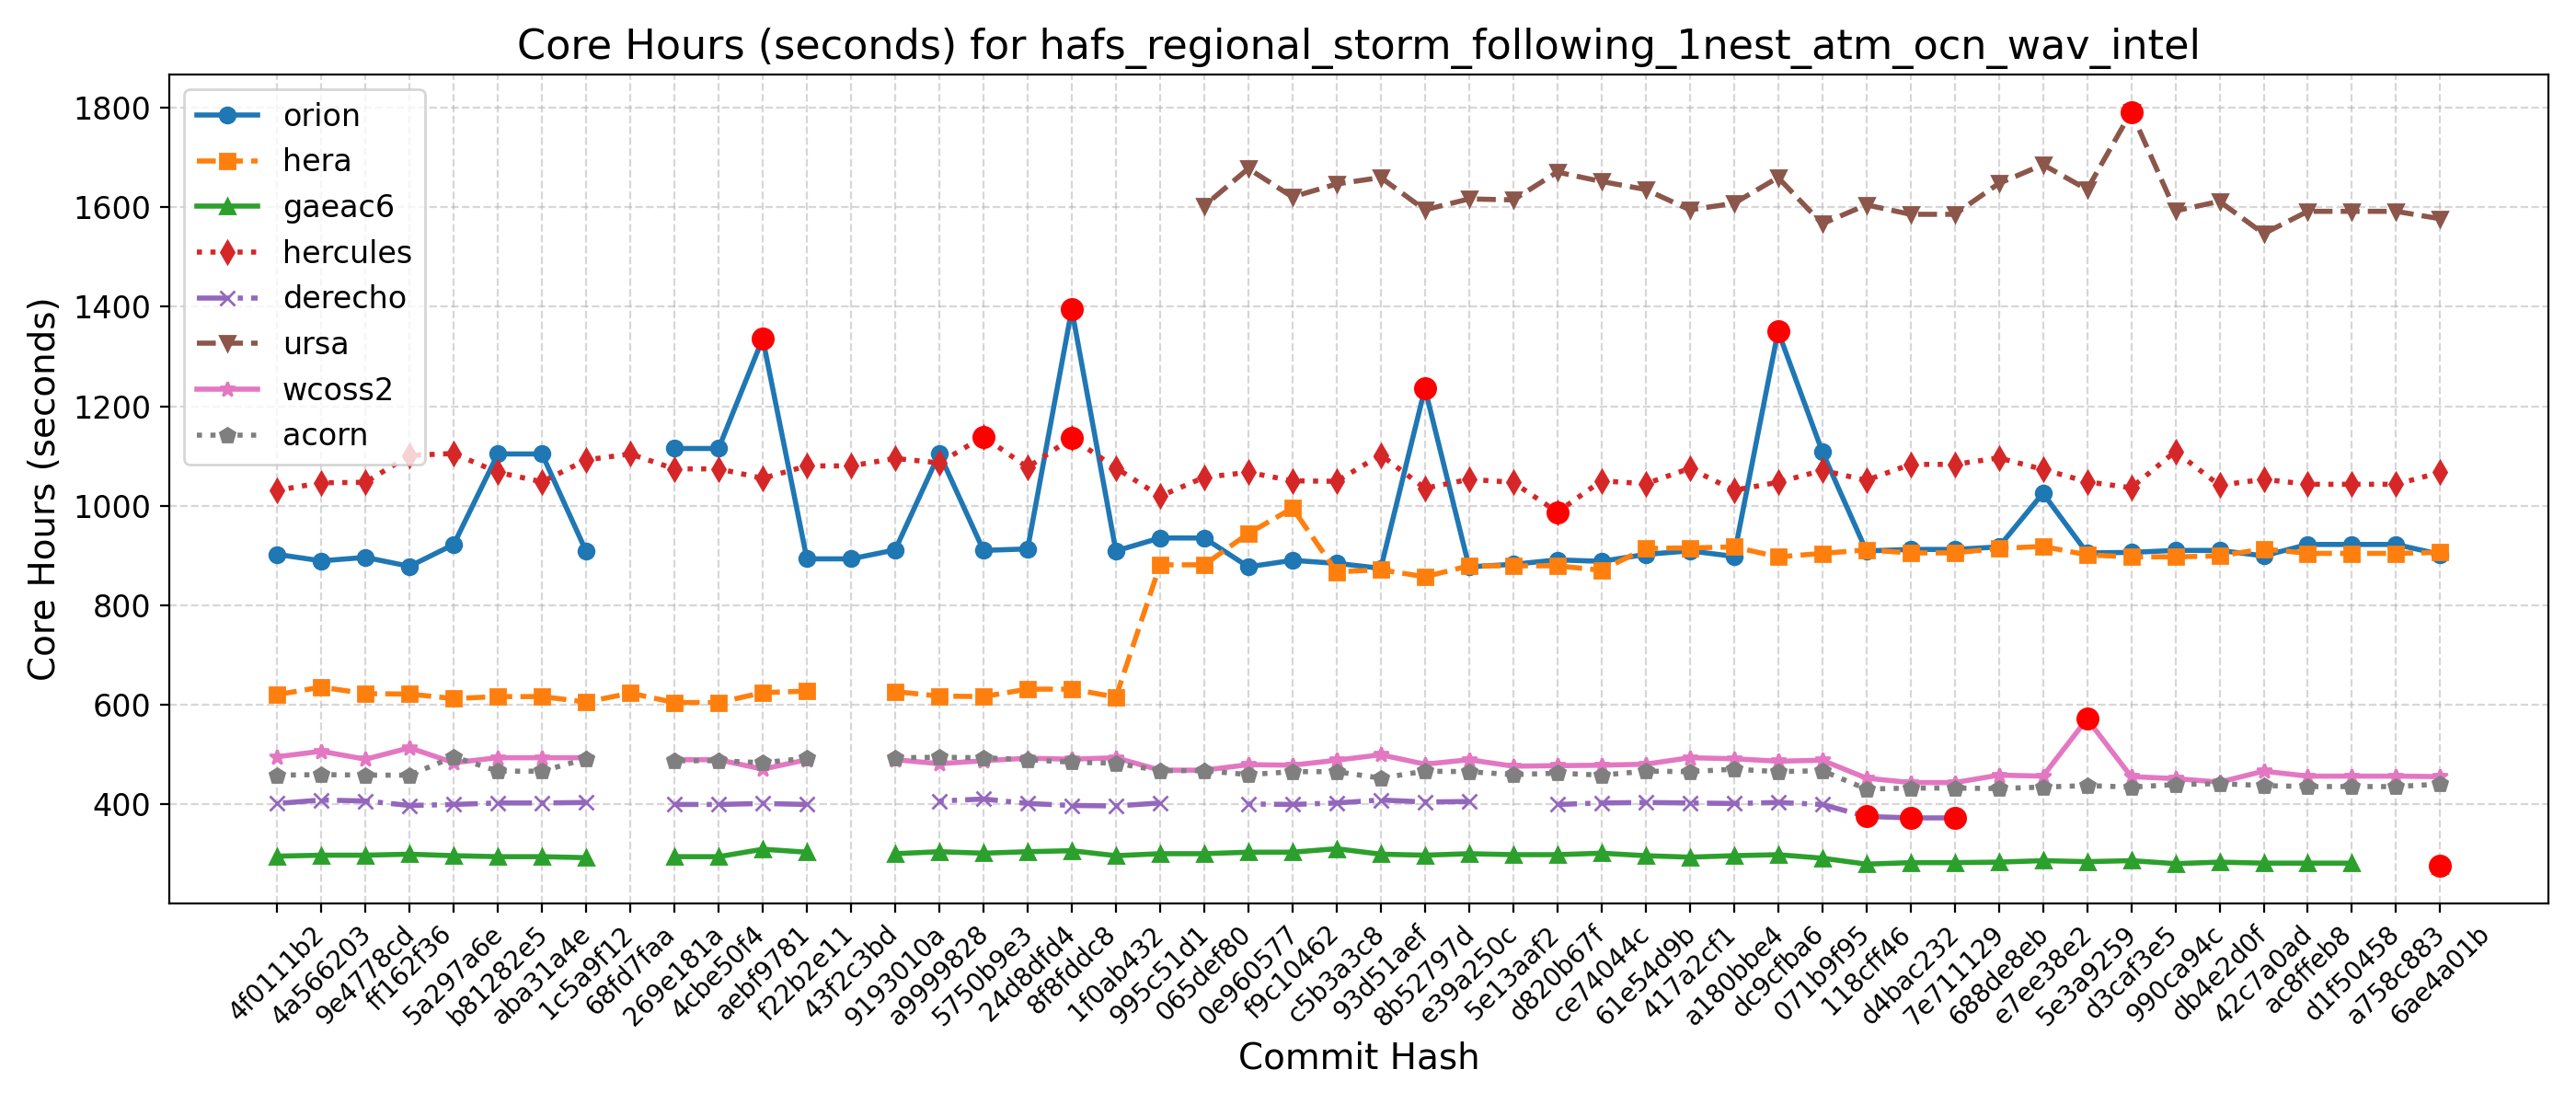 Core Hours (seconds) for hafs_regional_storm_following_1nest_atm_ocn_wav_intel
Core Hours (seconds)
1800
1600
1400
1200
1000
800
600
400
orion
hera
gaeac6
hercules
derecho
ursa
wcoss2
acorn
4f0111b2
4a566203
9e4778cd
ff162f36
5a297a6e
b81282e5
aba31a4e
1c5a9f12
68fd7faa
269e181a
4cbe50f4
aebf9781
f22b2e11
43f2c3bd
9193010a
a9999828
5750b9e3
24d8dfd4
8f8fddc8
1f0ab432
995c51d1
065def80
0e960577
f9c10462
c5b3a3c8
93d51aef
8b52797d
e39a250c
5e13aaf2
d820b67f
ce74044c
61e54d9b
417a2cf1
a180bbe4
dc9cfba6
071b9f95
118cff46
d4bac232
7e711129
688de8eb
e7ee38e2
5e3a9259
d3caf3e5
990ca94c
db4e2d0f
42c7a0ad
ac8ffeb8
d1f50458
a758c883
6ae4a01b
Commit Hash